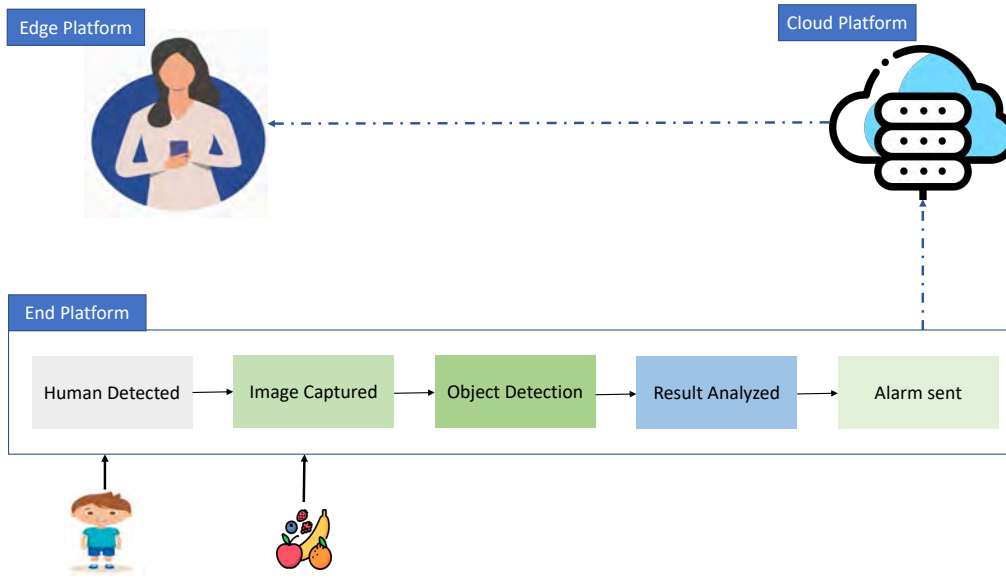 Edge Platform
Cloud Platform
End Platform
Human Detected
Image Captured
Object Detection
Result Analyzed
Alarm sent